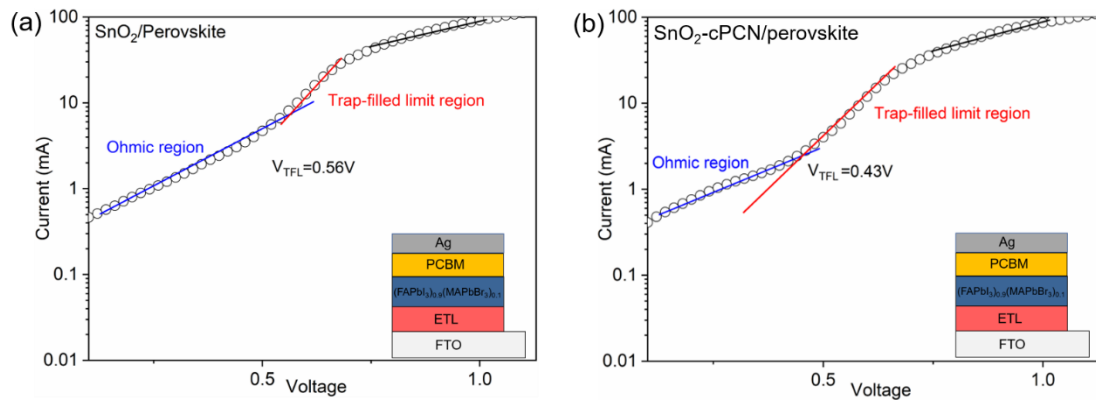 (a)
SnO₂/Perovskite
100
10
1
0.1
0.01
Current (mA)
Ohmic region
Trap-filled limit region
V_TFL=0.56V
Ag
PCBM
(FAPbI₃)₀.₉(MAPbBr₃)₀.₁
ETL
FTO
0.5
1.0
Voltage
(b)
SnO₂-cPCN/perovskite
100
10
1
0.1
0.01
Current (mA)
Ohmic region
Trap-filled limit region
V_TFL=0.43V
Ag
PCBM
(FAPbI₃)₀.₉(MAPbBr₃)₀.₁
ETL
FTO
0.5
1.0
Voltage